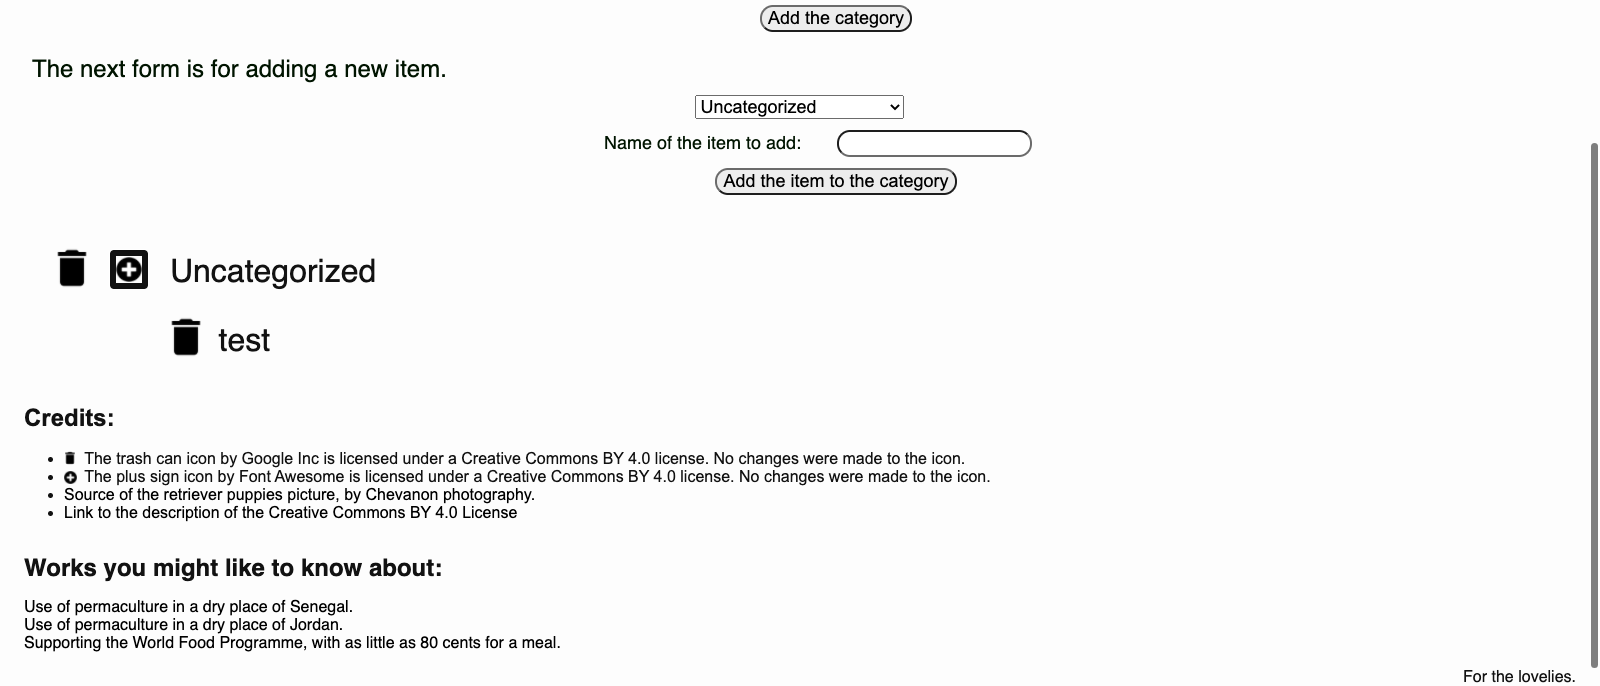 Add the category
The next form is for adding a new item.
Uncategorized
Name of the item to add:
Add the item to the category
Uncategorized
test
Credits:
The trash can icon by Google Inc is licensed under a Creative Commons BY 4.0 license. No changes were made to the icon.
The plus sign icon by Font Awesome is licensed under a Creative Commons BY 4.0 license. No changes were made to the icon.
Source of the retriever puppies picture, by Chevanon photography.
Link to the description of the Creative Commons BY 4.0 License
Works you might like to know about:
Use of permaculture in a dry place of Senegal.
Use of permaculture in a dry place of Jordan.
Supporting the World Food Programme, with as little as 80 cents for a meal.
For the lovelies.